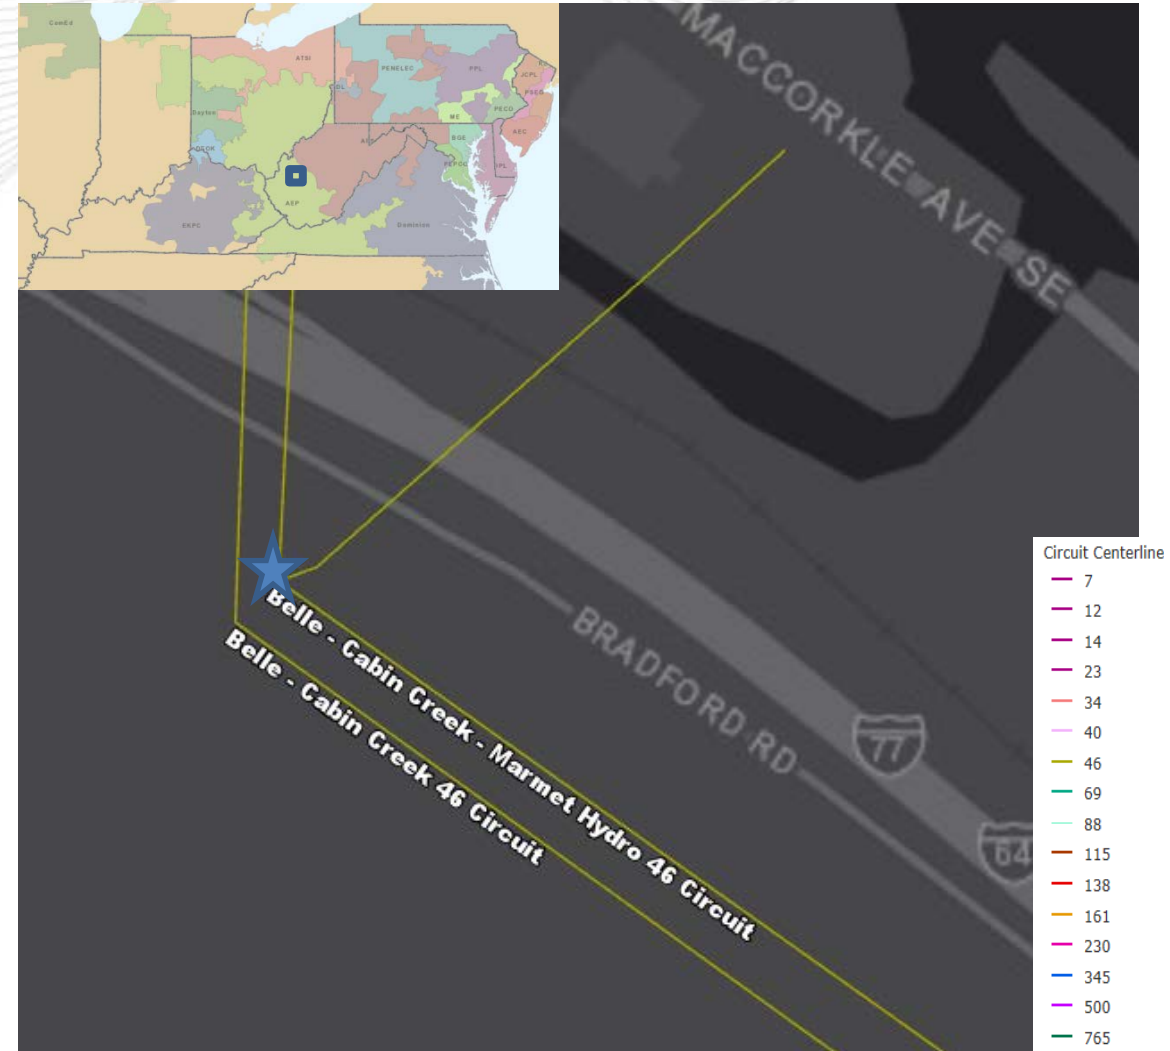 ComEd
ATSI
PENELEC
PPL
JCPL
PSEG
Dayton
ME
PECO
AEC
BGE
AEP
EKPC
Dominion
MACCORKLE AVE SE
BRADFORD RD
77
64
Belle - Cabin Creek - Marmet Hydro 46 Circuit
Belle - Cabin Creek 46 Circuit
Circuit Centerline
7
12
14
23
34
40
46
69
88
115
138
161
230
345
500
765